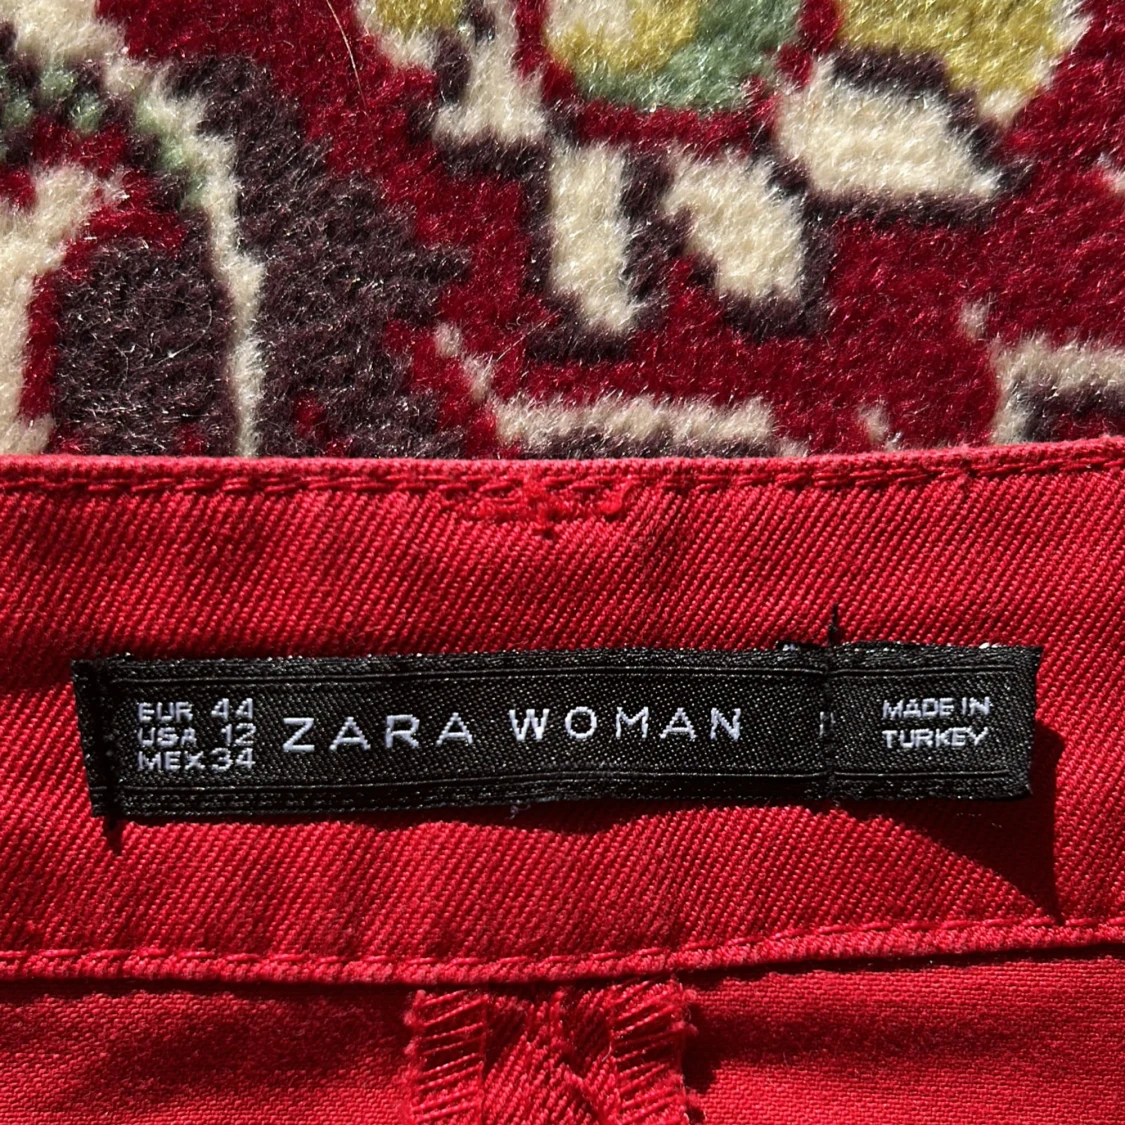 EUR 44
USA 12
MEX 34
ZARA WOMAN
MADE IN
TURKEY